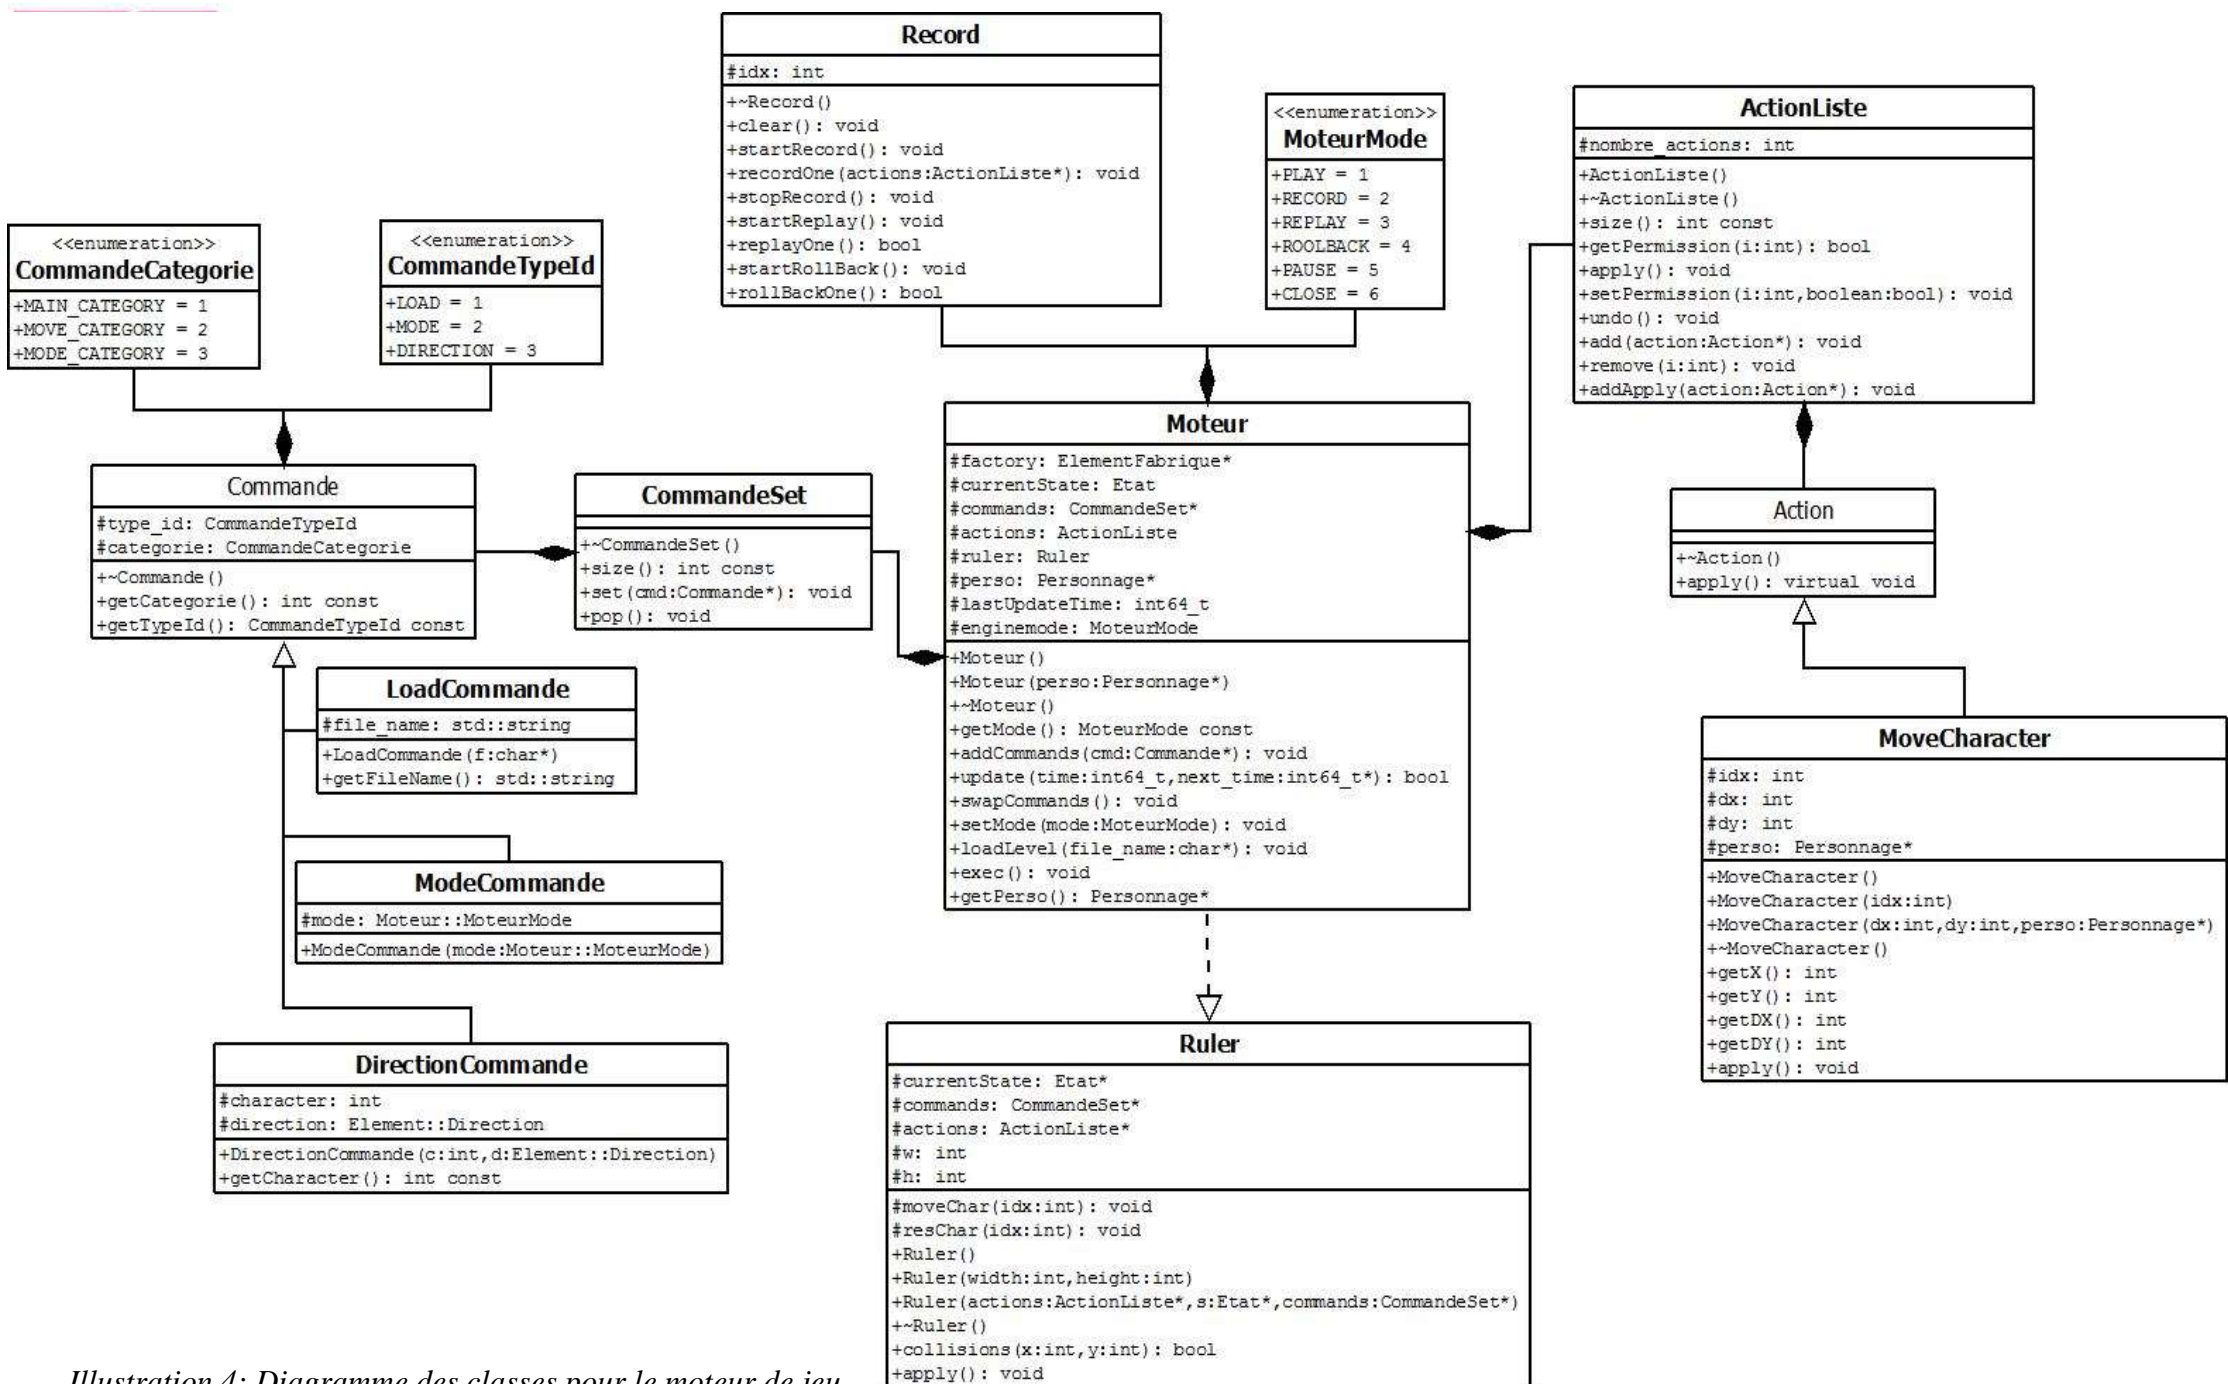 Record
#idx: int
+~Record()
+clear(): void
+startRecord(): void
+recordOne(actions:ActionListe*): void
+stopRecord(): void
+startReplay(): void
+replayOne(): bool
+startRollBack(): void
+rollBackOne(): bool
<<enumeration>>
MoteurMode
+PLAY = 1
+RECORD = 2
+REPLAY = 3
+ROOLBACK = 4
+PAUSE = 5
+CLOSE = 6
ActionListe
#nombre_actions: int
+ActionListe()
+~ActionListe()
+size(): int const
+getPermission(i:int): bool
+apply(): void
+setPermission(i:int,boolean:bool): void
+undo(): void
+add(action:Action*): void
+remove(i:int): void
+addApply(action:Action*): void
<<enumeration>>
CommandeCategorie
+MAIN_CATEGORY = 1
+MOVE_CATEGORY = 2
+MODE_CATEGORY = 3
<<enumeration>>
CommandeTypeId
+LOAD = 1
+MODE = 2
+DIRECTION = 3
Commande
#type_id: CommandeTypeId
#categorie: CommandeCategorie
+~Commande()
+getCategorie(): int const
+getTypeId(): CommandeTypeId const
CommandeSet
+~CommandeSet()
+size(): int const
+set(cmd:Commande*): void
+pop(): void
Moteur
#factory: ElementFabrique*
#currentState: Etat
#commands: CommandeSet*
#actions: ActionListe
#ruler: Ruler
#perso: Personnage*
#lastUpdateTime: int64_t
#enginemode: MoteurMode
+Moteur()
+Moteur(perso:Personnage*)
+~Moteur()
+getMode(): MoteurMode const
+addCommands(cmd:Commande*): void
+update(time:int64_t,next_time:int64_t*): bool
+swapCommands(): void
+setMode(mode:MoteurMode): void
+loadLevel(file_name:char*): void
+exec(): void
+getPerso(): Personnage*
Action
+~Action()
+apply(): virtual void
LoadCommande
#file_name: std::string
+LoadCommande(f:char*)
+getFileName(): std::string
ModeCommande
#mode: Moteur::MoteurMode
+ModeCommande(mode:Moteur::MoteurMode)
MoveCharacter
#idx: int
#dx: int
#dy: int
#perso: Personnage*
+MoveCharacter()
+MoveCharacter(idx:int)
+MoveCharacter(dx:int,dy:int,perso:Personnage*)
+~MoveCharacter()
+getX(): int
+getY(): int
+getDX(): int
+getDY(): int
+apply(): void
DirectionCommande
#character: int
#direction: Element::Direction
+DirectionCommande(c:int,d:Element::Direction)
+getCharacter(): int const
Ruler
#currentState: Etat*
#commands: CommandeSet*
#actions: ActionListe*
#w: int
#h: int
#moveChar(idx:int): void
#resChar(idx:int): void
+Ruler()
+Ruler(width:int,height:int)
+Ruler(actions:ActionListe*,s:Etat*,commands:CommandeSet*)
+~Ruler()
+collisions(x:int,y:int): bool
+apply(): void
Illustration 4: Diagramme des classes pour le moteur de jeu